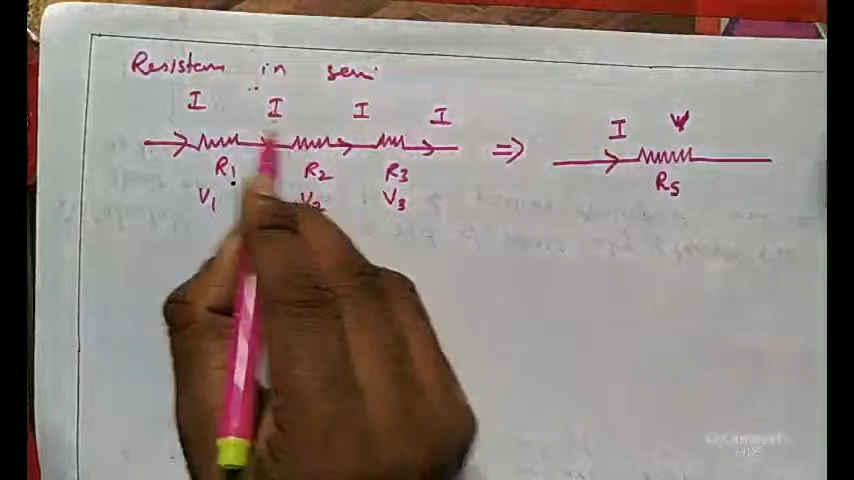 Resistors in series
I I I I
I V
R1 R2 R3
Rs
V1 V2 V3